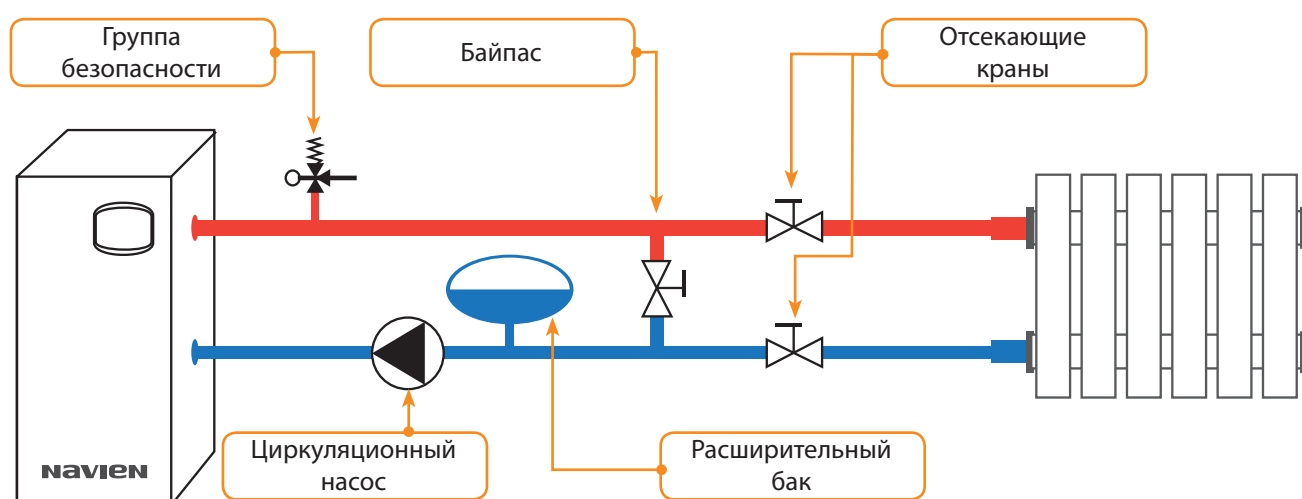 Группа
безопасности
Байпас
Отсекающие
краны
NAVIEN
Циркуляционный
насос
Расширительный
бак